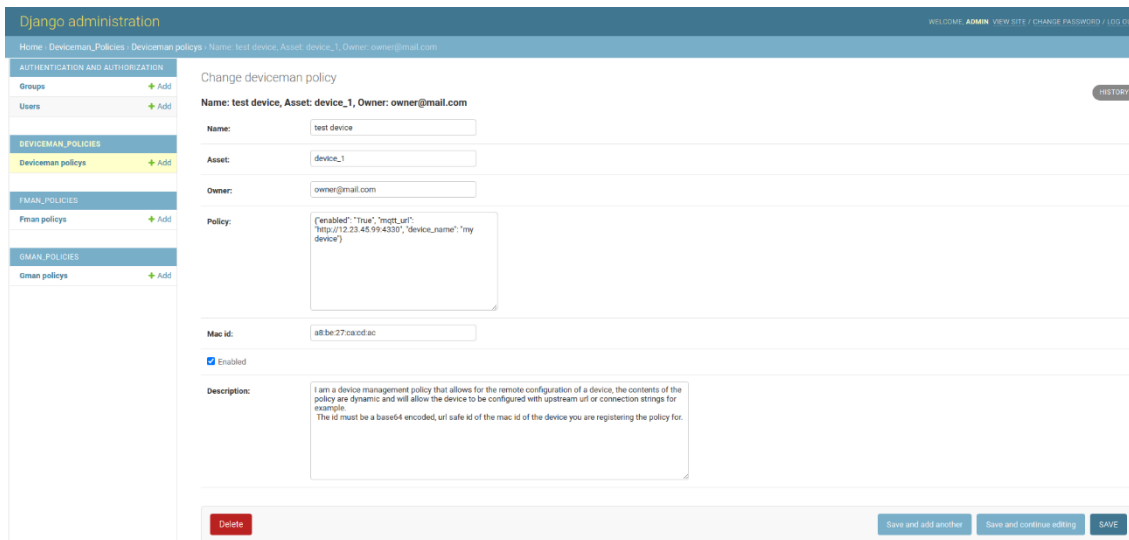 Django administration
WELCOME, ADMIN. VIEW SITE / CHANGE PASSWORD / LOG
Home › Deviceman_Policies › Deviceman policys › Name: test device, Asset: device_1, Owner: owner@mail.com
AUTHENTICATION AND AUTHORIZATION
Groups + Add
Users + Add
DEVICEMAN_POLICIES
Deviceman policys + Add
FMAN_POLICIES
Fman policys + Add
GMAN_POLICIES
Gman policys + Add
Change deviceman policy
HISTORY
Name: test device, Asset: device_1, Owner: owner@mail.com
Name: test device
Asset: device_1
Owner: owner@mail.com
Policy: {"enabled": "True", "mqtt_url":
"http://12.23.45.99:4330", "device_name": "my
device"}
Mac id: a8:be:27:ca:cd:ac
Enabled
Description: I am a device management policy that allows for the remote configuration of a device, the contents of the
policy are dynamic and will allow the device to be configured with upstream url or connection strings for
example.
The id must be a base64 encoded, url safe id of the mac id of the device you are registering the policy for.
Delete
Save and add another
Save and continue editing
SAVE